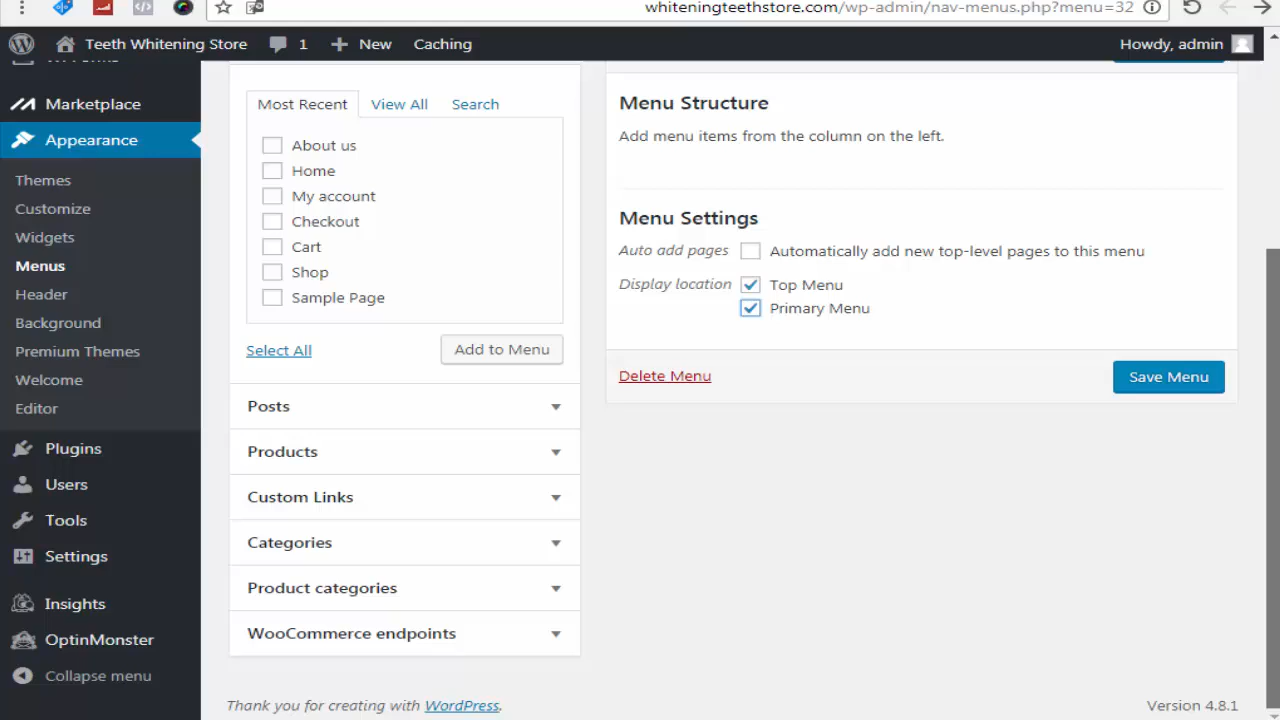 whiteningteethstore.com/wp-admin/nav-menus.php?menu=32
Teeth Whitening Store 1 New Caching Howdy, admin
Marketplace
Appearance
Themes
Customize
Widgets
Menus
Header
Background
Premium Themes
Welcome
Editor
Plugins
Users
Tools
Settings
Insights
OptinMonster
Collapse menu
Most Recent View All Search
About us
Home
My account
Checkout
Cart
Shop
Sample Page
Select All Add to Menu
Posts
Products
Custom Links
Categories
Product categories
WooCommerce endpoints
Menu Structure
Add menu items from the column on the left.
Menu Settings
Auto add pages Automatically add new top-level pages to this menu
Display location Top Menu
Primary Menu
Delete Menu Save Menu
Thank you for creating with WordPress. Version 4.8.1